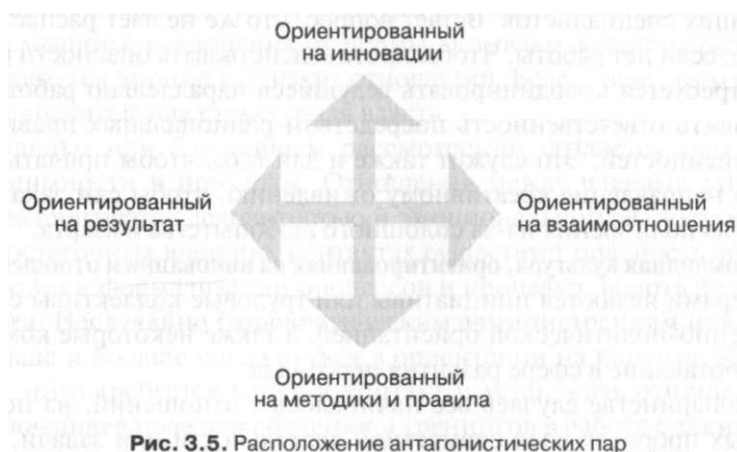 Ориентированный
на инновации
Ориентированный
на результат
Ориентированный
на взаимоотношения
Ориентированный
на методики и правила
Рис. 3.5. Расположение антагонистических пар